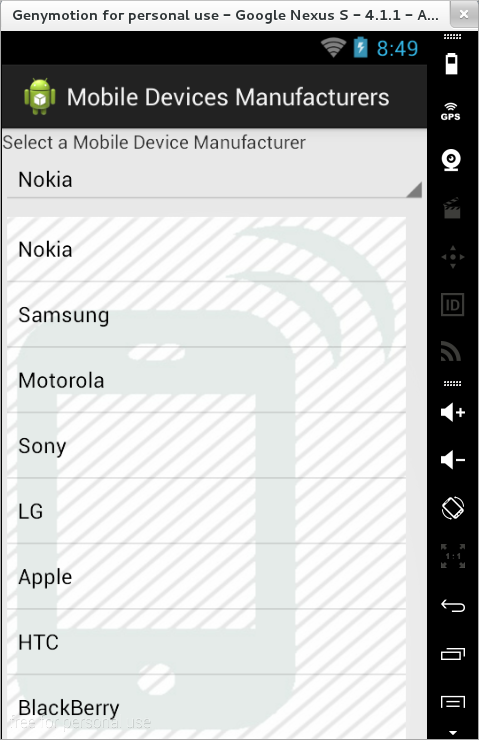 Genymotion for personal use – Google Nexus S – 4.1.1 – A...
8:49
Mobile Devices Manufacturers
Select a Mobile Device Manufacturer
Nokia
Nokia
Samsung
Motorola
Sony
LG
Apple
HTC
BlackBerry
free for personal use
GPS
ID
1:1